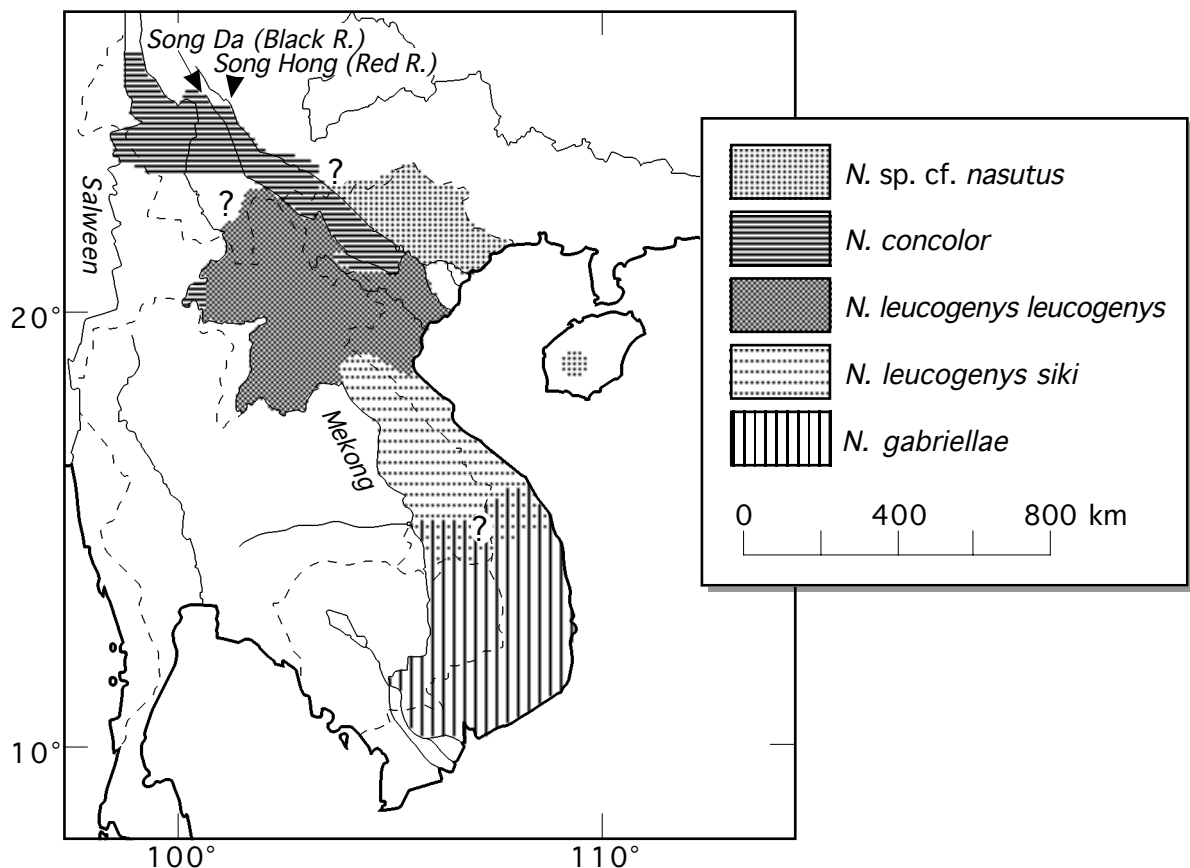 Song Da (Black R.)
Song Hong (Red R.)
?
?
Salween
20°
Mekong
?
10°
100°
110°
N. sp. cf. nasutus
N. concolor
N. leucogenys leucogenys
N. leucogenys siki
N. gabriellae
0 400 800 km